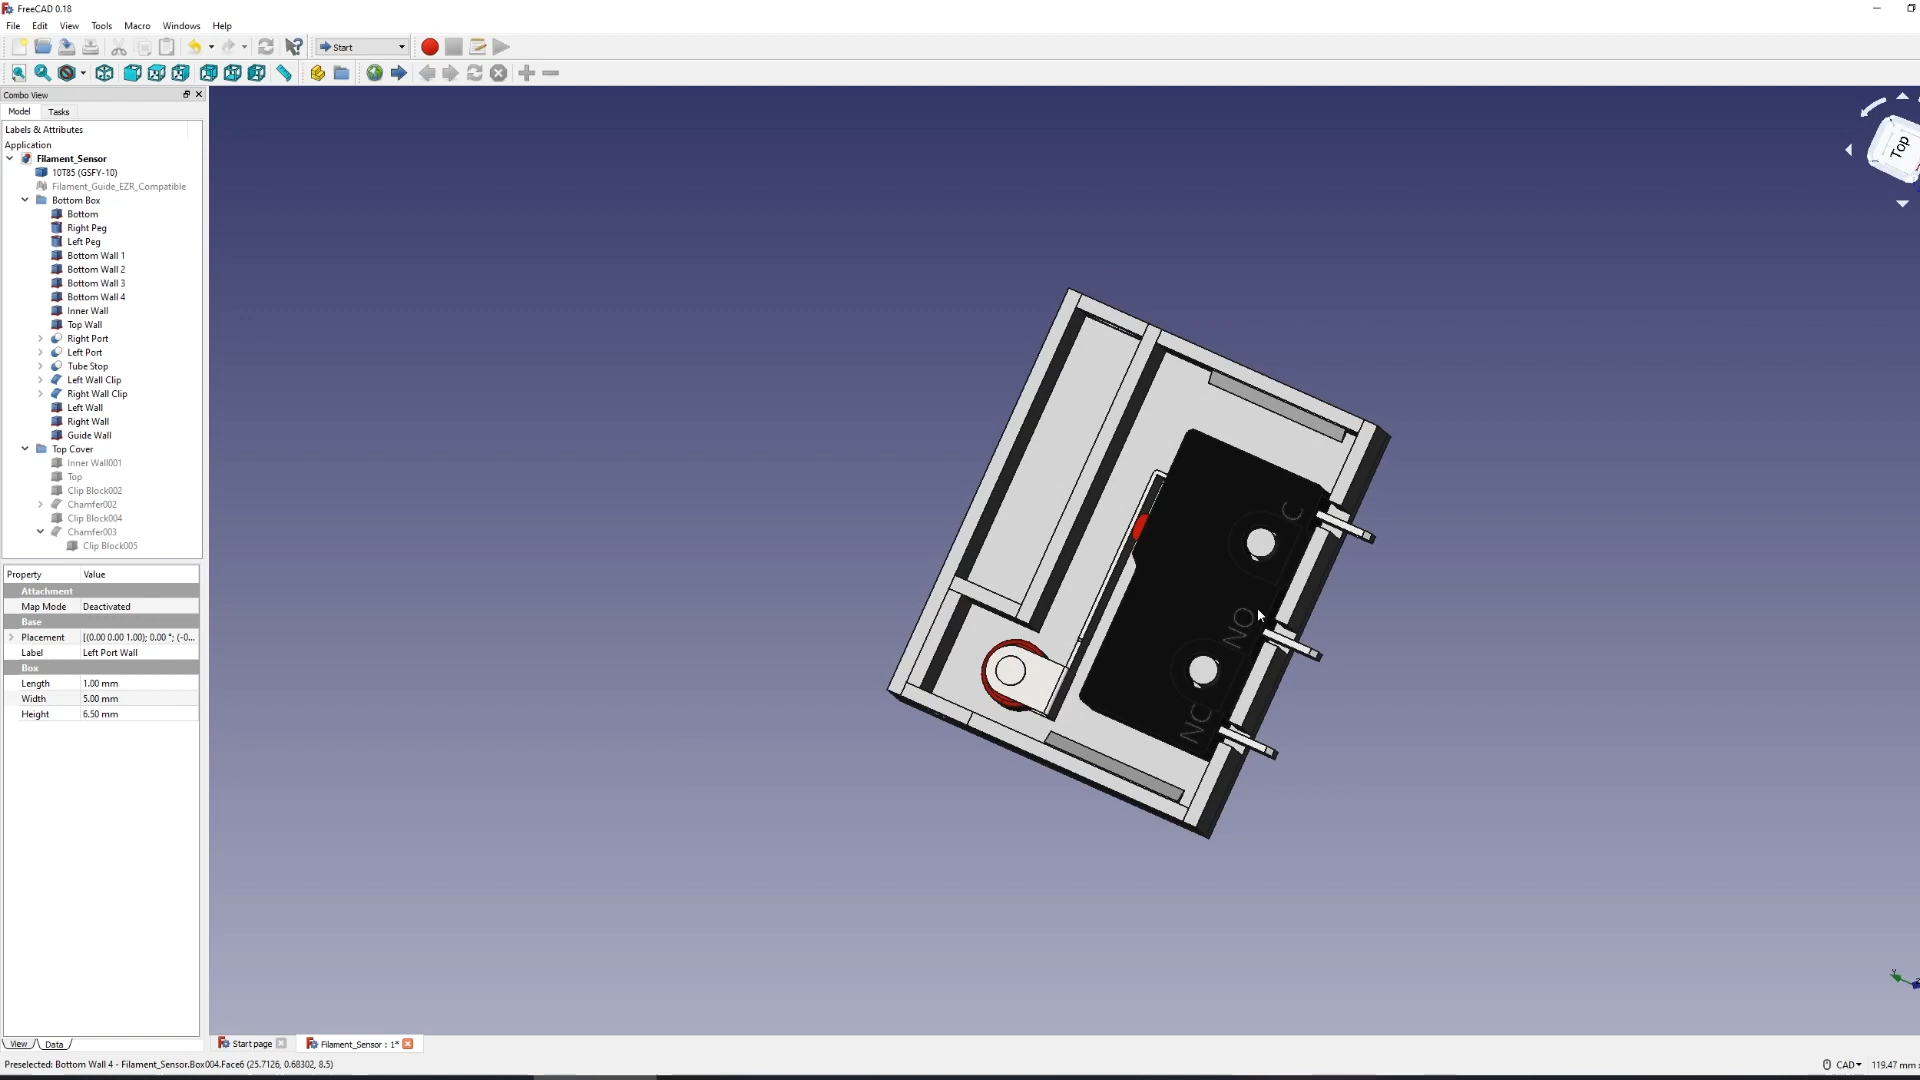 FreeCAD 0.18
File Edit View Tools Macro Windows Help
Start
Combo View
Model Tasks
Labels & Attributes
Application
Filament_Sensor
10T85 (GSFY-10)
Filament_Guide_EZR_Compatible
Bottom Box
Bottom
Right Peg
Left Peg
Bottom Wall 1
Bottom Wall 2
Bottom Wall 3
Bottom Wall 4
Inner Wall
Top Wall
Right Port
Left Port
Tube Stop
Left Wall Clip
Right Wall Clip
Left Wall
Right Wall
Guide Wall
Top Cover
Inner Wall001
Top
Clip Block002
Chamfer002
Clip Block004
Chamfer003
Clip Block005
Property Value
Attachment
Map Mode Deactivated
Base
Placement [(0.00 0.00 1.00); 0.00 °; (-0...
Label Left Port Wall
Box
Length 1.00 mm
Width 5.00 mm
Height 6.50 mm
View Data
Top
C
NO
NC
Y
Start page
Filament_Sensor : 1*
Preselected: Bottom Wall 4 - Filament_Sensor.Box004.Face6 (25.7126, 0.68302, 8.5)
CAD
119.47 mm